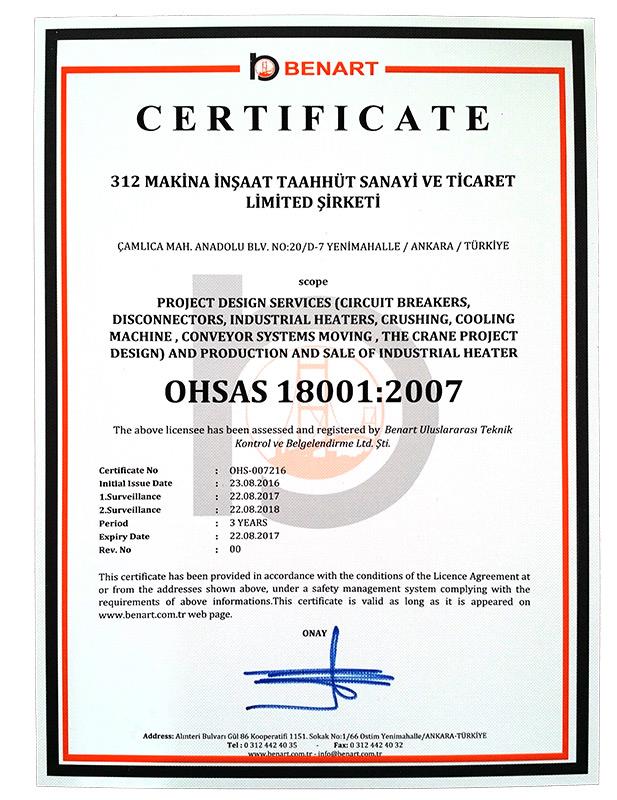 BENART
CERTIFICATE
312 MAKİNA İNŞAAT TAAHHÜT SANAYİ VE TİCARET
LİMİTED ŞİRKETİ
ÇAMLICA MAH. ANADOLU BLV. NO:20/D-7 YENİMAHALLE / ANKARA / TÜRKİYE
scope
PROJECT DESIGN SERVICES (CIRCUIT BREAKERS,
DISCONNECTORS, INDUSTRIAL HEATERS, CRUSHING, COOLING
MACHINE , CONVEYOR SYSTEMS MOVING , THE CRANE PROJECT
DESIGN) AND PRODUCTION AND SALE OF INDUSTRIAL HEATER
OHSAS 18001:2007
The above licensee has been assessed and registered by Benart Uluslararası Teknik
Kontrol ve Belgelendirme Ltd. Şti.
Certificate No : OHS-007216
Initial Issue Date : 23.08.2016
1.Surveillance : 22.08.2017
2.Surveillance : 22.08.2018
Period : 3 YEARS
Expiry Date : 22.08.2017
Rev. No : 00
This certificate has been provided in accordance with the conditions of the Licence Agreement at
or from the addresses shown above, under a safety management system complying with the
requirements of above informations.This certificate is valid as long as it is appeared on
www.benart.com.tr web page.
ONAY
Address: Alınteri Bulvarı Gül 86 Kooperatifi 1151. Sokak No:1/66 Ostim Yenimahalle/ANKARA-TÜRKİYE
Tel : 0 312 442 40 35 - Fax: 0 312 442 40 32
www.benart.com.tr - info@benart.com.tr